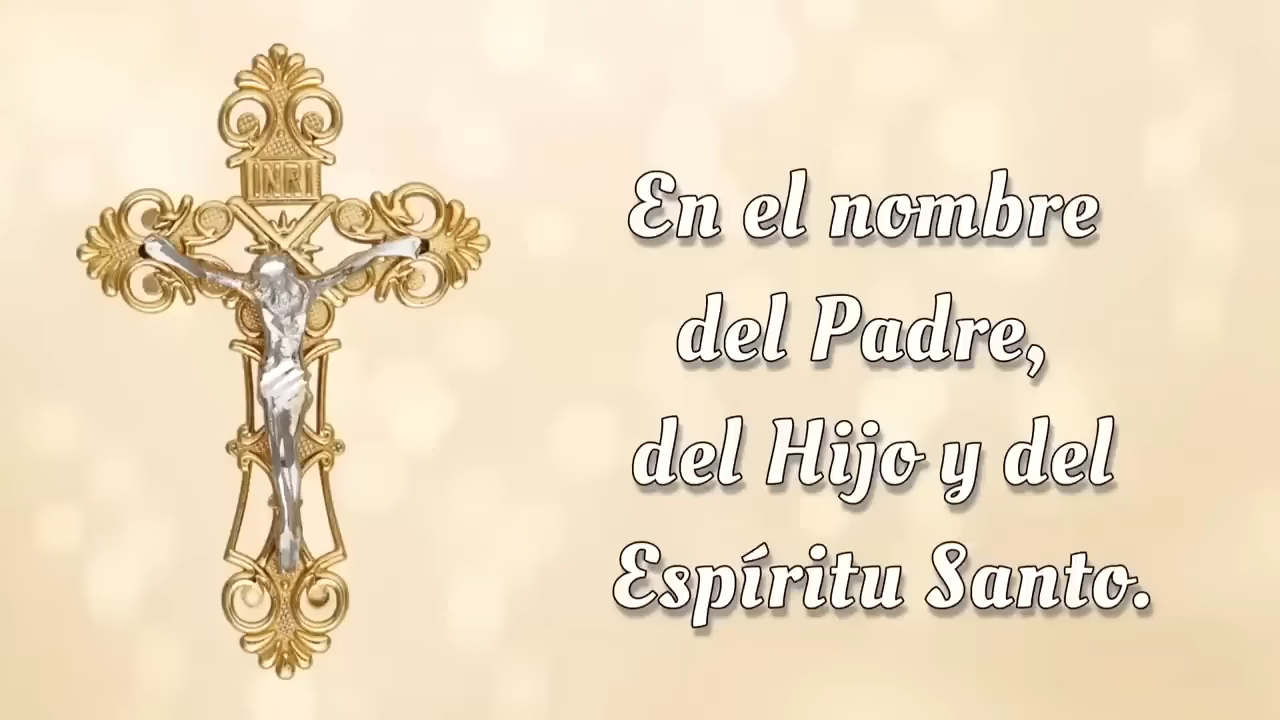 INRI
En el nombre
del Padre,
del Hijo y del
Espíritu Santo.